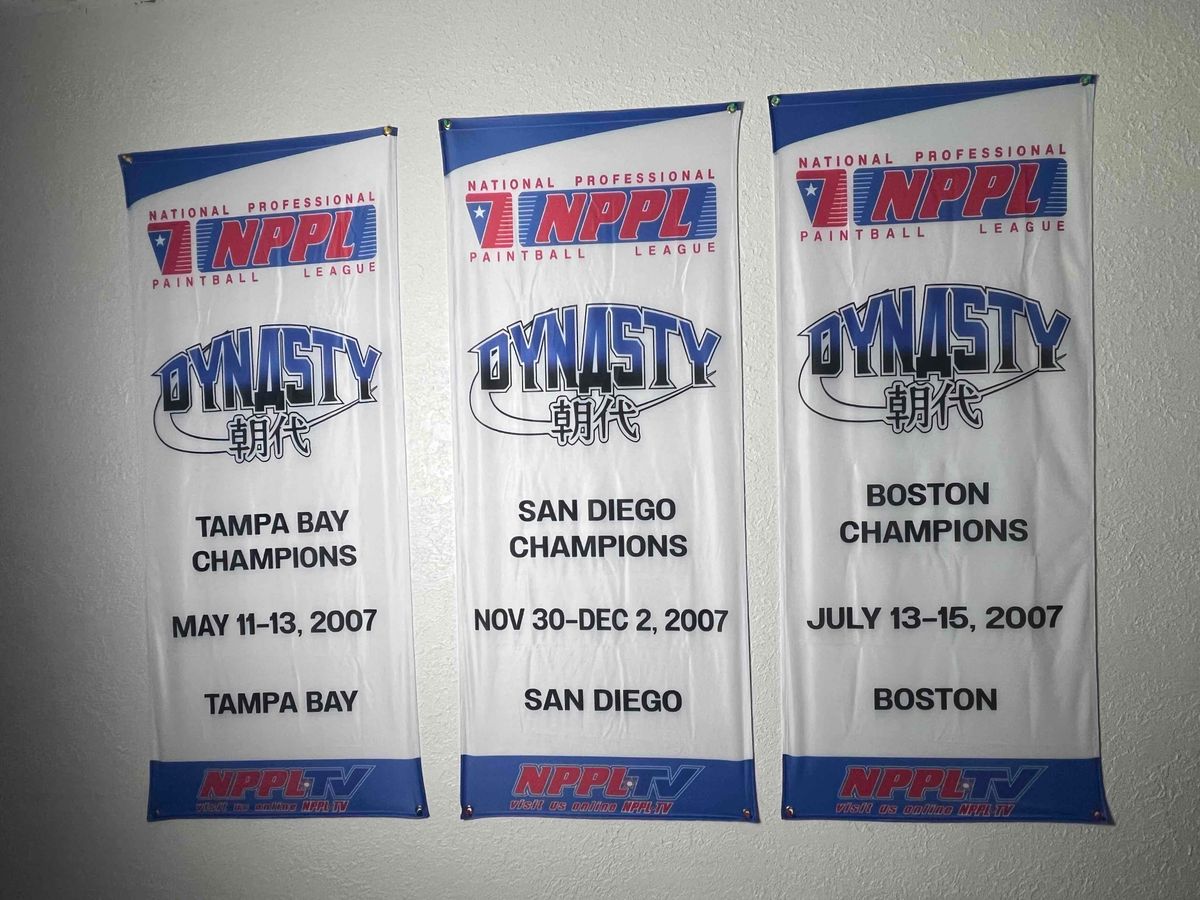 NATIONAL PROFESSIONAL
7 NPPL
PAINTBALL LEAGUE
DYNASTY
朝代
TAMPA BAY
CHAMPIONS
MAY 11-13, 2007
TAMPA BAY
NPPL TV
visit us online NPPL TV
NATIONAL PROFESSIONAL
7 NPPL
PAINTBALL LEAGUE
DYNASTY
朝代
SAN DIEGO
CHAMPIONS
NOV 30-DEC 2, 2007
SAN DIEGO
NPPL TV
visit us online NPPL TV
NATIONAL PROFESSIONAL
7 NPPL
PAINTBALL LEAGUE
DYNASTY
朝代
BOSTON
CHAMPIONS
JULY 13-15, 2007
BOSTON
NPPL TV
visit us online NPPL TV